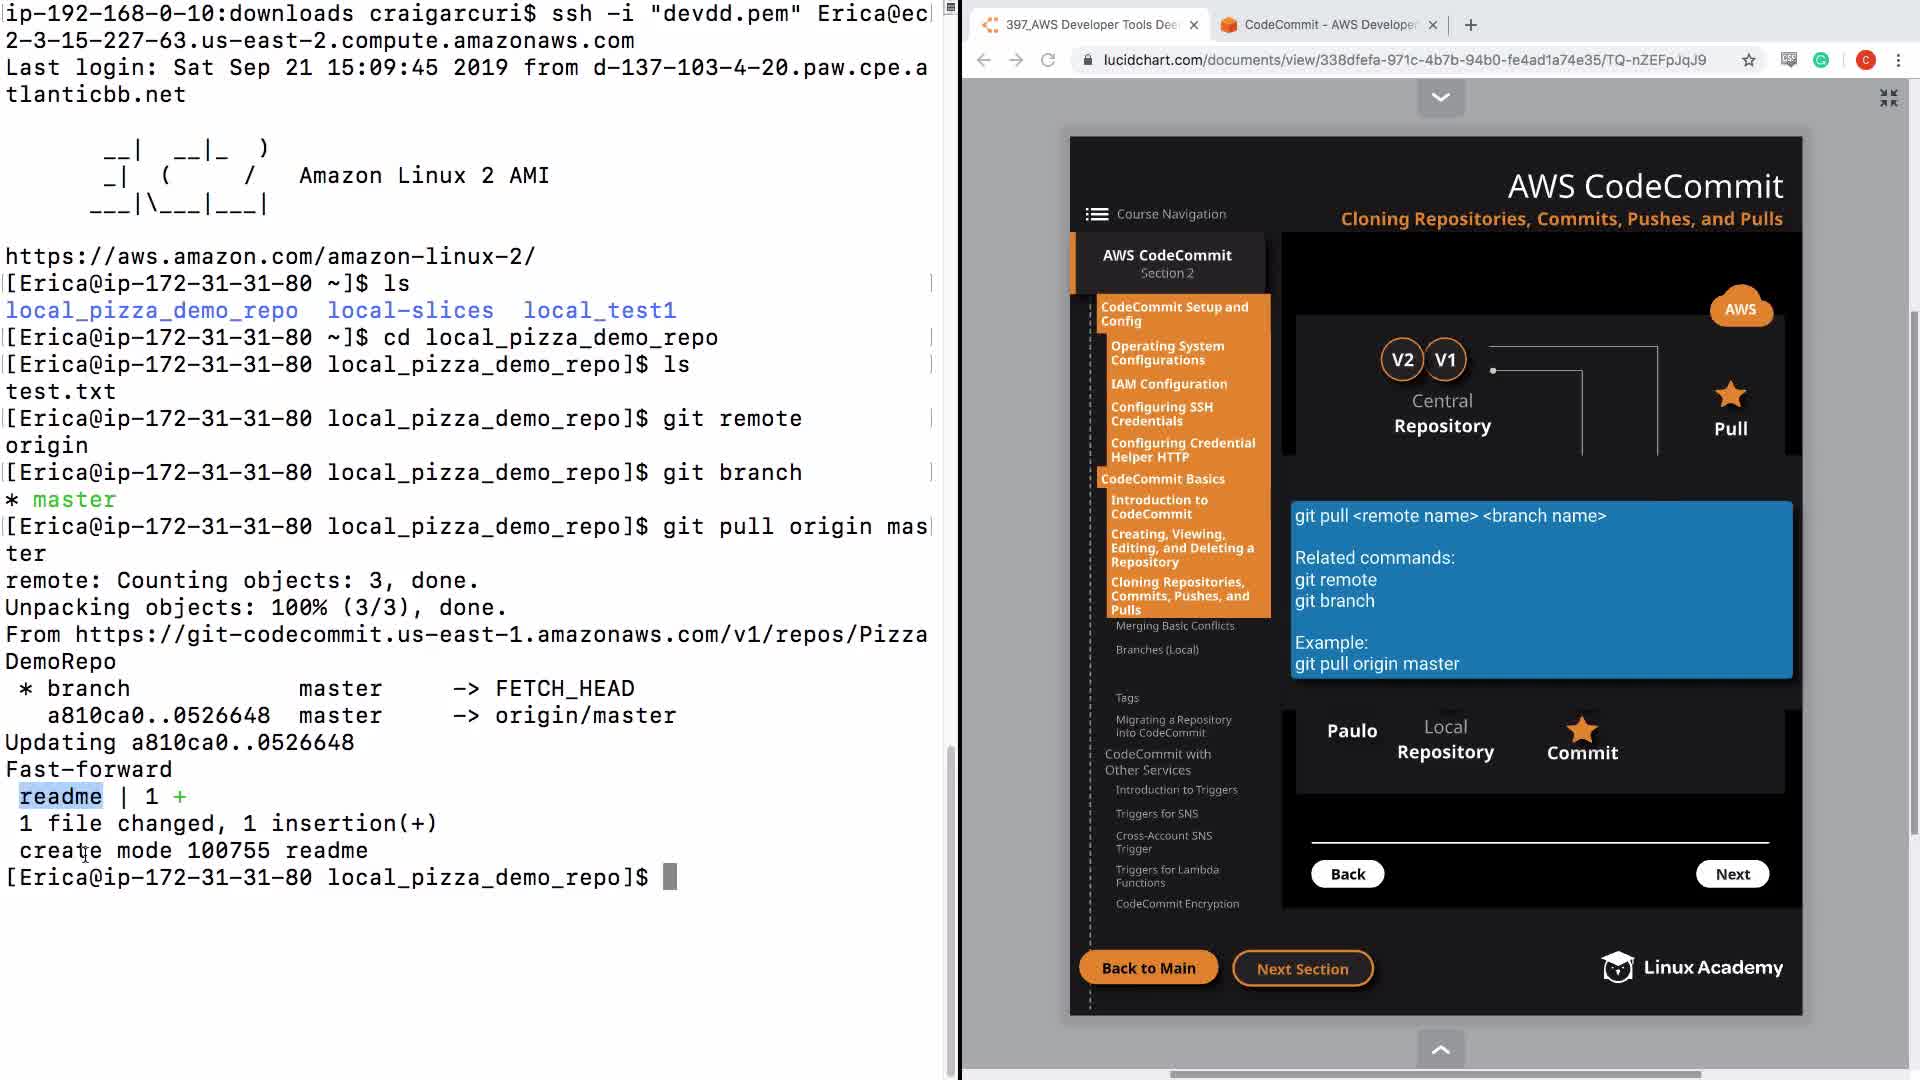 ip-192-168-0-10:downloads craigarcuri$ ssh -i "devdd.pem" Erica@ec
2-3-15-227-63.us-east-2.compute.amazonaws.com
Last login: Sat Sep 21 15:09:45 2019 from d-137-103-4-20.paw.cpe.a
tlanticbb.net
__|  __|_  )
_|  (     /   Amazon Linux 2 AMI
___|\___|___|
https://aws.amazon.com/amazon-linux-2/
[Erica@ip-172-31-31-80 ~]$ ls
local_pizza_demo_repo  local-slices  local_test1
[Erica@ip-172-31-31-80 ~]$ cd local_pizza_demo_repo
[Erica@ip-172-31-31-80 local_pizza_demo_repo]$ ls
test.txt
[Erica@ip-172-31-31-80 local_pizza_demo_repo]$ git remote
origin
[Erica@ip-172-31-31-80 local_pizza_demo_repo]$ git branch
* master
[Erica@ip-172-31-31-80 local_pizza_demo_repo]$ git pull origin mas
ter
remote: Counting objects: 3, done.
Unpacking objects: 100% (3/3), done.
From https://git-codecommit.us-east-1.amazonaws.com/v1/repos/Pizza
DemoRepo
* branch            master     -> FETCH_HEAD
a810ca0..0526648  master     -> origin/master
Updating a810ca0..0526648
Fast-forward
readme | 1 +
1 file changed, 1 insertion(+)
create mode 100755 readme
[Erica@ip-172-31-31-80 local_pizza_demo_repo]$
397_AWS Developer Tools Dee
CodeCommit - AWS Developer
lucidchart.com/documents/view/338dfefa-971c-4b7b-94b0-fe4ad1a74e35/TQ-nZEFpJqJ9
C
AWS CodeCommit
Cloning Repositories, Commits, Pushes, and Pulls
Course Navigation
AWS CodeCommit
Section 2
CodeCommit Setup and
Config
Operating System
Configurations
IAM Configuration
Configuring SSH
Credentials
Configuring Credential
Helper HTTP
CodeCommit Basics
Introduction to
CodeCommit
Creating, Viewing,
Editing, and Deleting a
Repository
Cloning Repositories,
Commits, Pushes, and
Pulls
Merging Basic Conflicts
Branches (Local)
Tags
Migrating a Repository
into CodeCommit
CodeCommit with
Other Services
Introduction to Triggers
Triggers for SNS
Cross-Account SNS
Trigger
Triggers for Lambda
Functions
CodeCommit Encryption
AWS
V2 V1
Central
Repository
Pull
git pull <remote name> <branch name>
Related commands:
git remote
git branch
Example:
git pull origin master
Paulo
Local
Repository
Commit
Back
Next
Back to Main
Next Section
Linux Academy